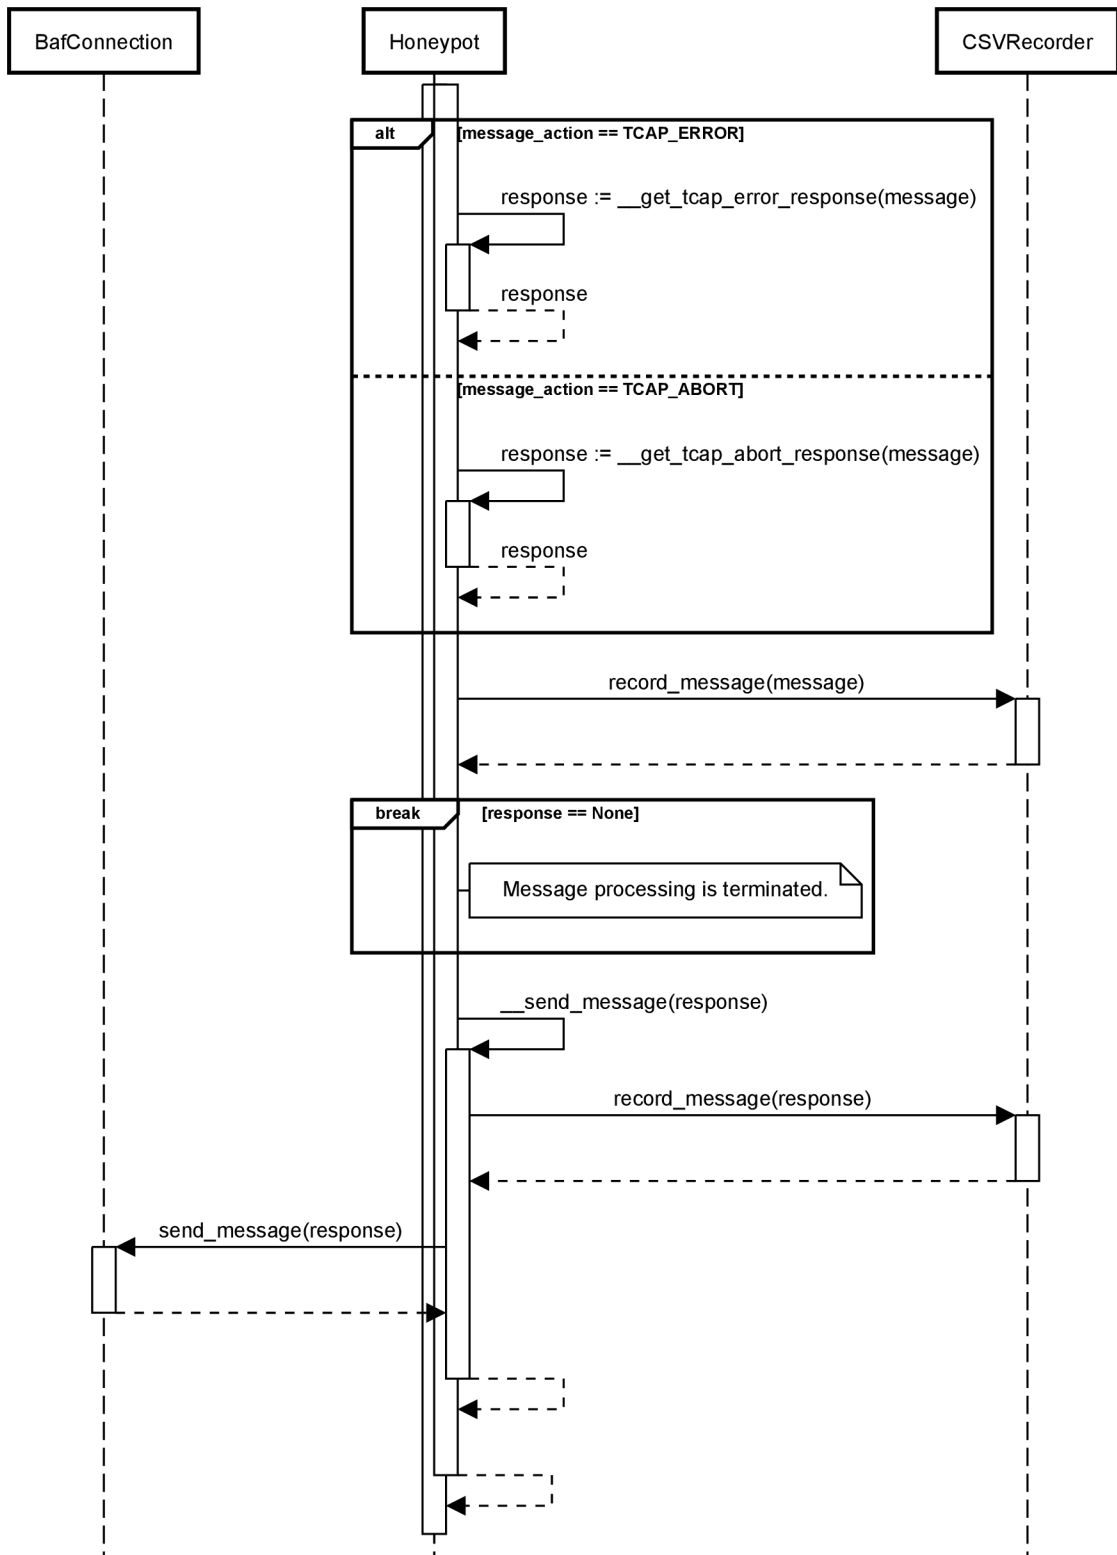 BafConnection
Honeypot
CSVRecorder
alt
[message_action == TCAP_ERROR]
response := __get_tcap_error_response(message)
response
[message_action == TCAP_ABORT]
response := __get_tcap_abort_response(message)
response
record_message(message)
break
[response == None]
Message processing is terminated.
__send_message(response)
record_message(response)
send_message(response)